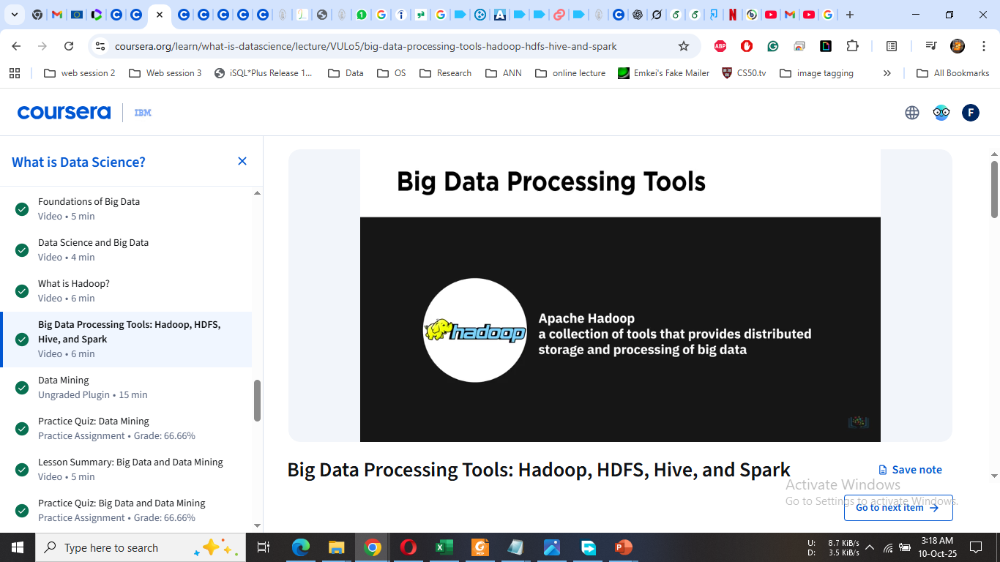 coursera.org/learn/what-is-datascience/lecture/VULo5/big-data-processing-tools-hadoop-hdfs-hive-and-spark
ABP
web session 2
Web session 3
iSQL*Plus Release 1...
Data
OS
Research
ANN
online lecture
Emkei's Fake Mailer
CS50.tv
image tagging
All Bookmarks
coursera
IBM
F
What is Data Science?
Foundations of Big Data
Video • 5 min
Data Science and Big Data
Video • 4 min
What is Hadoop?
Video • 6 min
Big Data Processing Tools: Hadoop, HDFS,
Hive, and Spark
Video • 6 min
Data Mining
Ungraded Plugin • 15 min
Practice Quiz: Data Mining
Practice Assignment • Grade: 66.66%
Lesson Summary: Big Data and Data Mining
Video • 5 min
Practice Quiz: Big Data and Data Mining
Practice Assignment • Grade: 66.66%
Big Data Processing Tools
hadoop
Apache Hadoop
a collection of tools that provides distributed
storage and processing of big data
Big Data Processing Tools: Hadoop, HDFS, Hive, and Spark
Save note
Activate Windows
Go to Settings to activate Windows.
Go to next item
Type here to search
U: 8.7 KiB/s
D: 3.5 KiB/s
3:18 AM
10-Oct-25